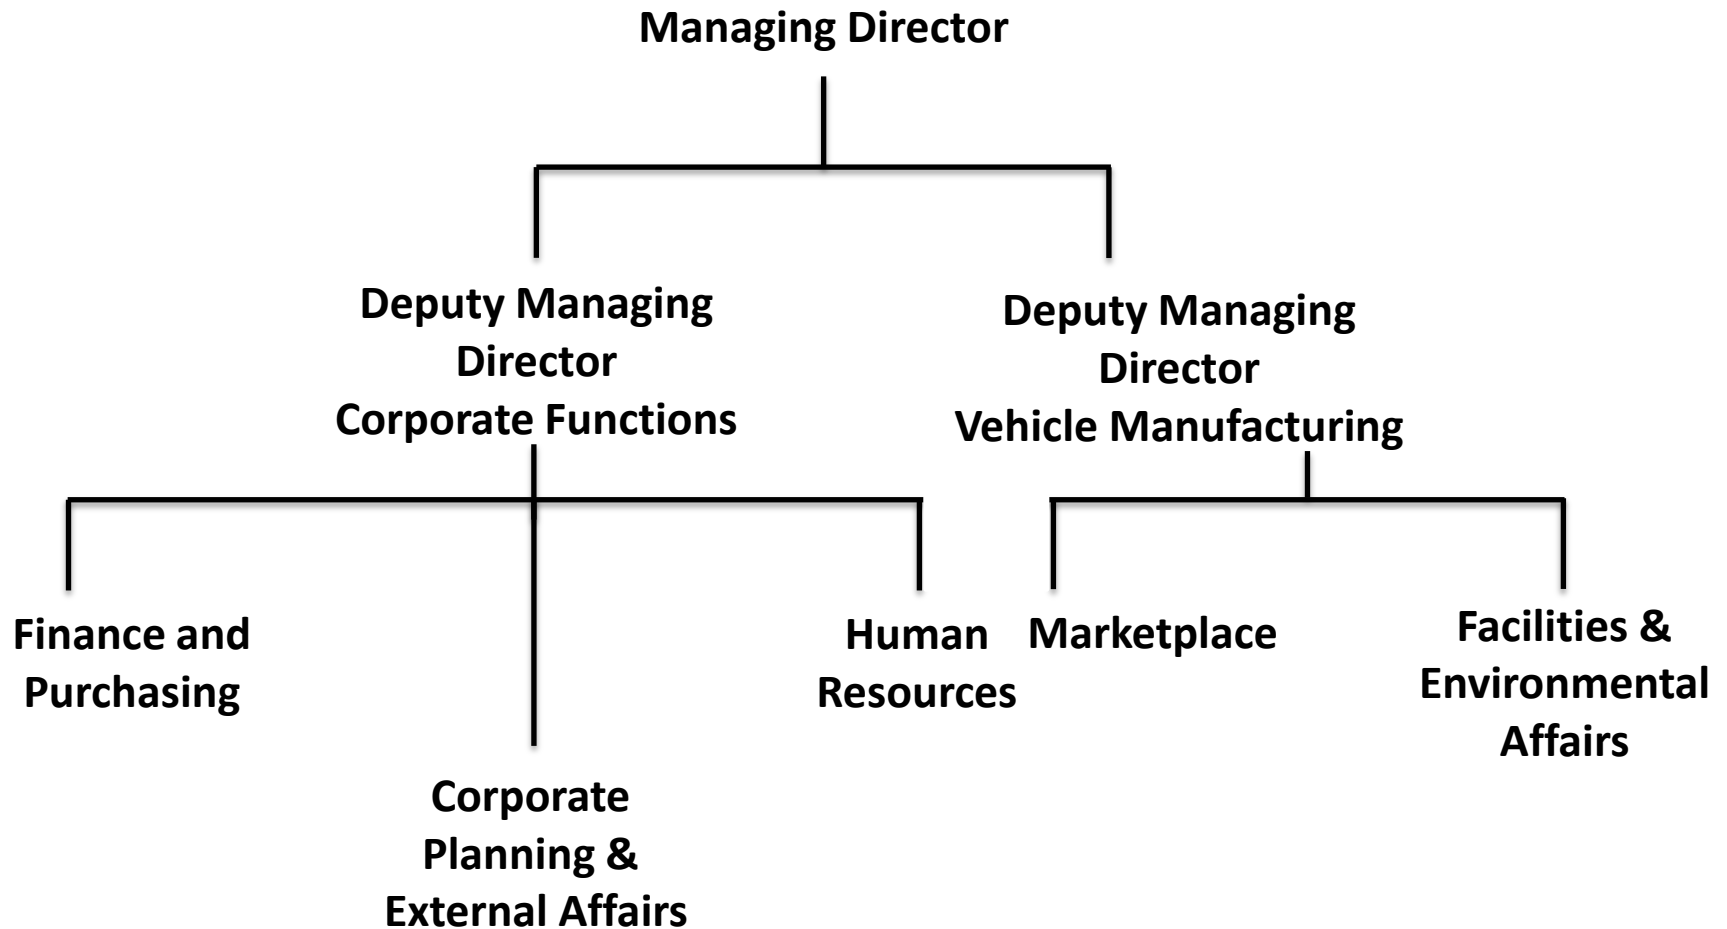 Managing Director
Deputy Managing
Director
Corporate Functions
Deputy Managing
Director
Vehicle Manufacturing
Finance and
Purchasing
Corporate
Planning &
External Affairs
Human
Resources
Marketplace
Facilities &
Environmental
Affairs